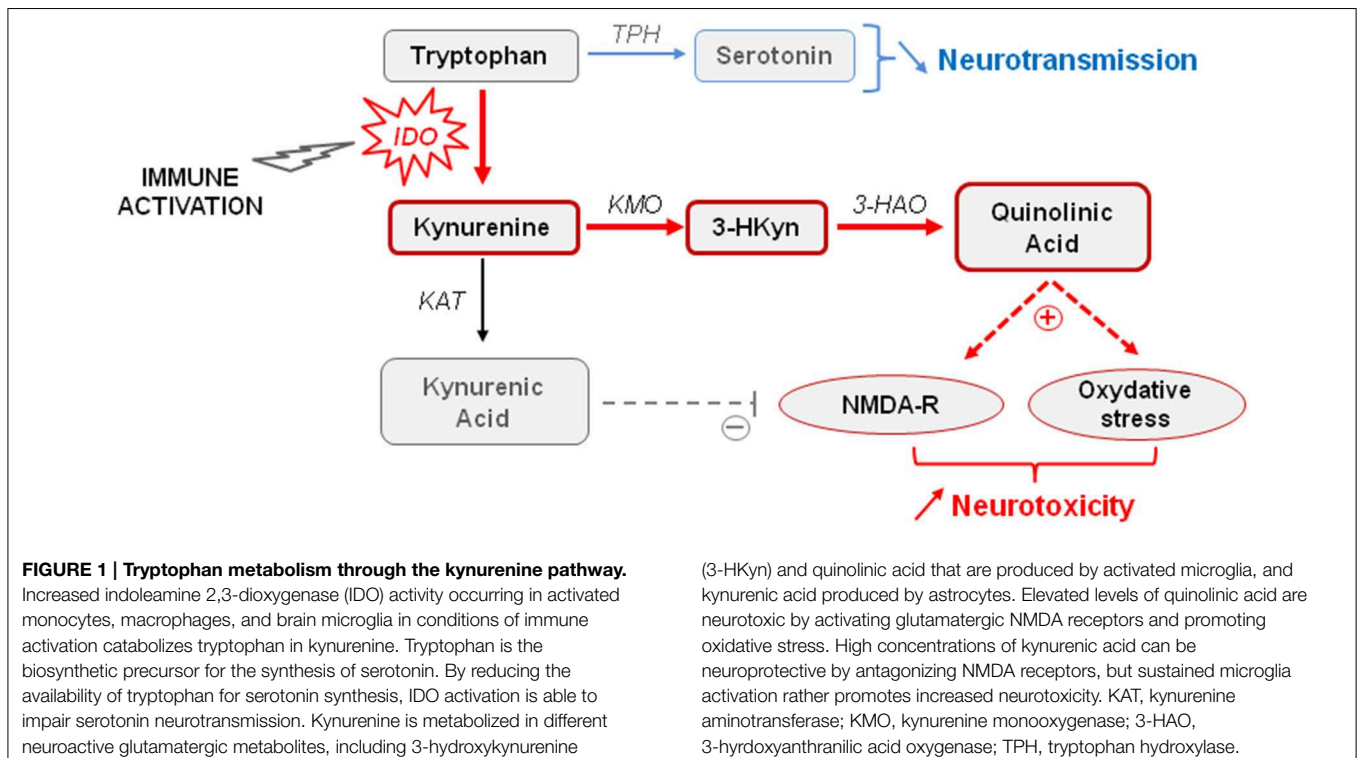 TPH
Tryptophan
Serotonin
Neurotransmission
IDO
IMMUNE
ACTIVATION
Kynurenine
KMO
3-HKyn
3-HAO
Quinolinic
Acid
KAT
+
Kynurenic
Acid
−
NMDA-R
Oxydative
stress
Neurotoxicity
FIGURE 1 | Tryptophan metabolism through the kynurenine pathway.
Increased indoleamine 2,3-dioxygenase (IDO) activity occurring in activated
monocytes, macrophages, and brain microglia in conditions of immune
activation catabolizes tryptophan in kynurenine. Tryptophan is the
biosynthetic precursor for the synthesis of serotonin. By reducing the
availability of tryptophan for serotonin synthesis, IDO activation is able to
impair serotonin neurotransmission. Kynurenine is metabolized in different
neuroactive glutamatergic metabolites, including 3-hydroxykynurenine
(3-HKyn) and quinolinic acid that are produced by activated microglia, and
kynurenic acid produced by astrocytes. Elevated levels of quinolinic acid are
neurotoxic by activating glutamatergic NMDA receptors and promoting
oxidative stress. High concentrations of kynurenic acid can be
neuroprotective by antagonizing NMDA receptors, but sustained microglia
activation rather promotes increased neurotoxicity. KAT, kynurenine
aminotransferase; KMO, kynurenine monooxygenase; 3-HAO,
3-hyrdoxyanthranilic acid oxygenase; TPH, tryptophan hydroxylase.